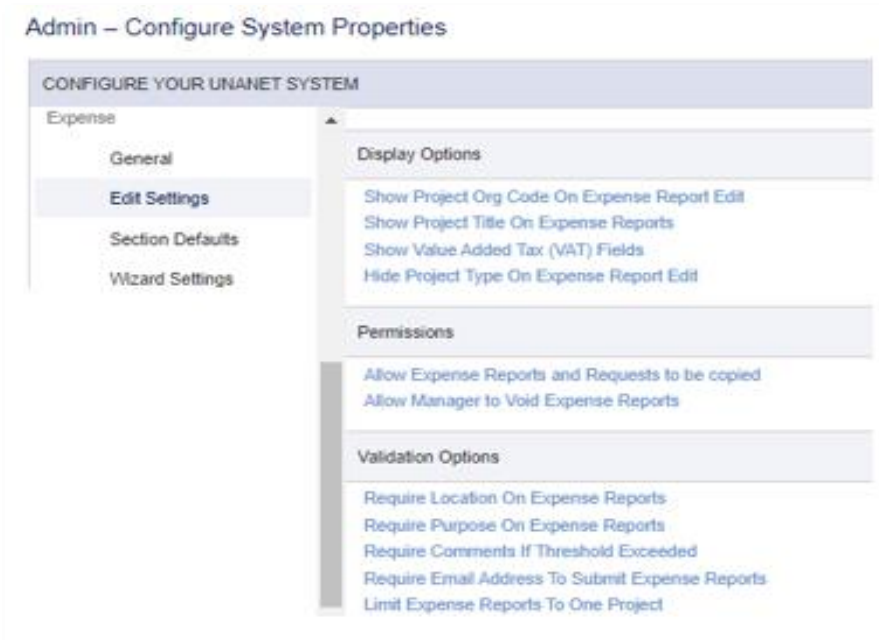 Admin – Configure System Properties
CONFIGURE YOUR UNANET SYSTEM
Expense
General
Edit Settings
Section Defaults
Wizard Settings
Display Options
Show Project Org Code On Expense Report Edit
Show Project Title On Expense Reports
Show Value Added Tax (VAT) Fields
Hide Project Type On Expense Report Edit
Permissions
Allow Expense Reports and Requests to be copied
Allow Manager to Void Expense Reports
Validation Options
Require Location On Expense Reports
Require Purpose On Expense Reports
Require Comments If Threshold Exceeded
Require Email Address To Submit Expense Reports
Limit Expense Reports To One Project